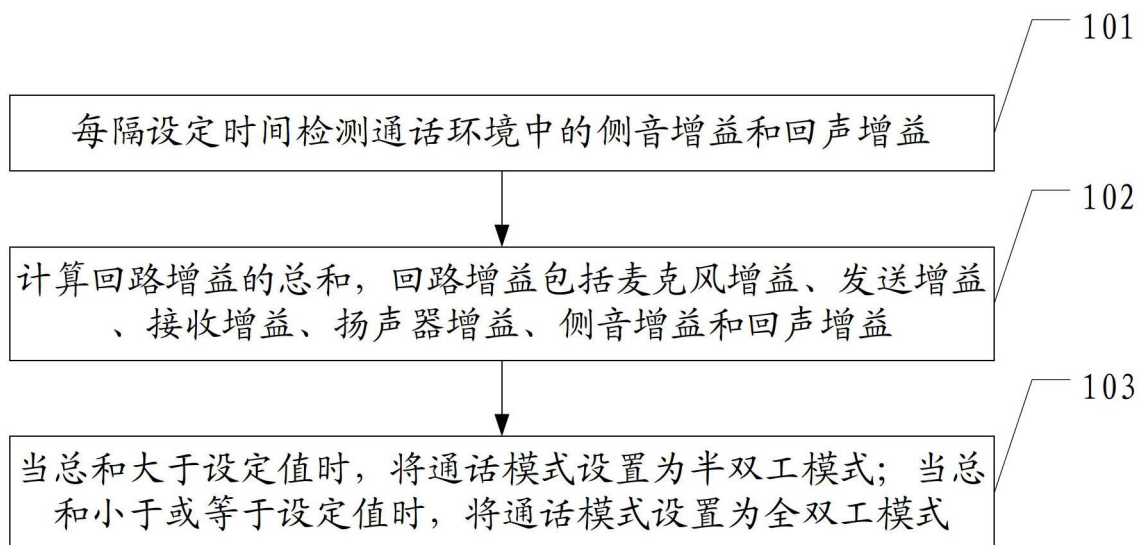 101
每隔设定时间检测通话环境中的侧音增益和回声增益
102
计算回路增益的总和，回路增益包括麦克风增益、发送增益
、接收增益、扬声器增益、侧音增益和回声增益
103
当总和大于设定值时，将通话模式设置为半双工模式；当总
和小于或等于设定值时，将通话模式设置为全双工模式